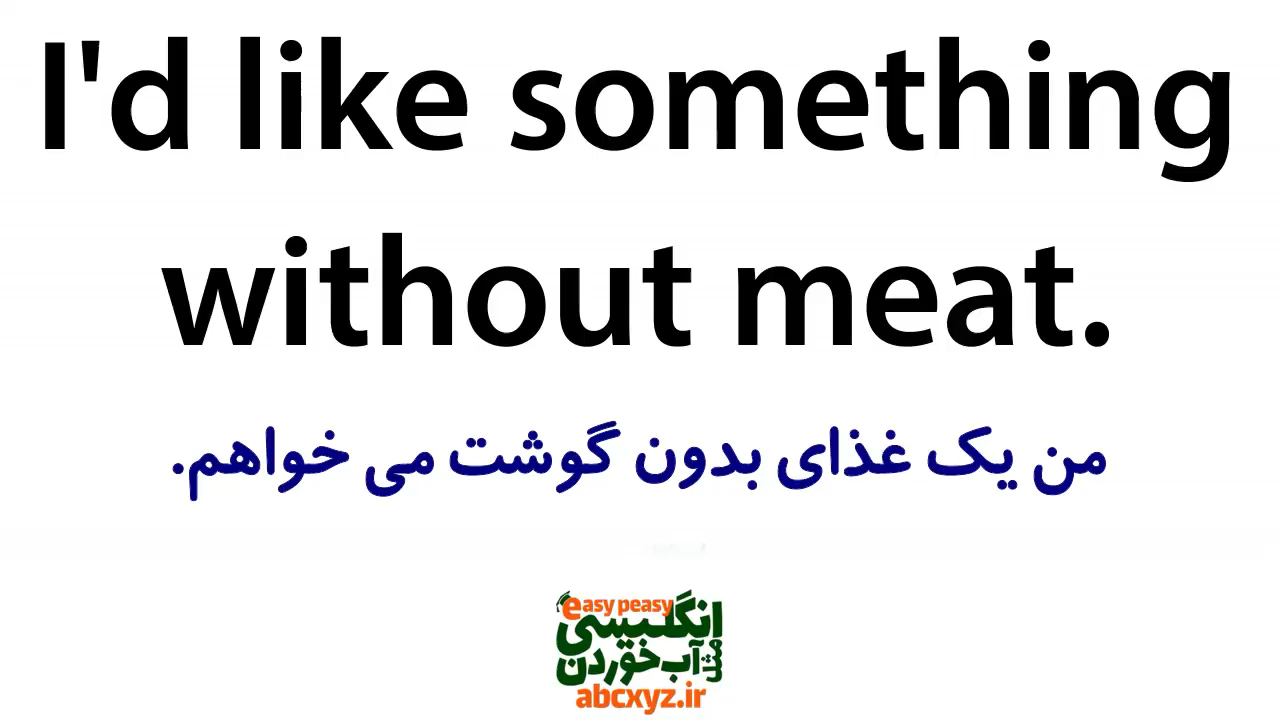 I'd like something
without meat.
من یک غذای بدون گوشت می خواهم.
easy peasy
انگلیسی
مثل آب خوردن
abcxyz.ir